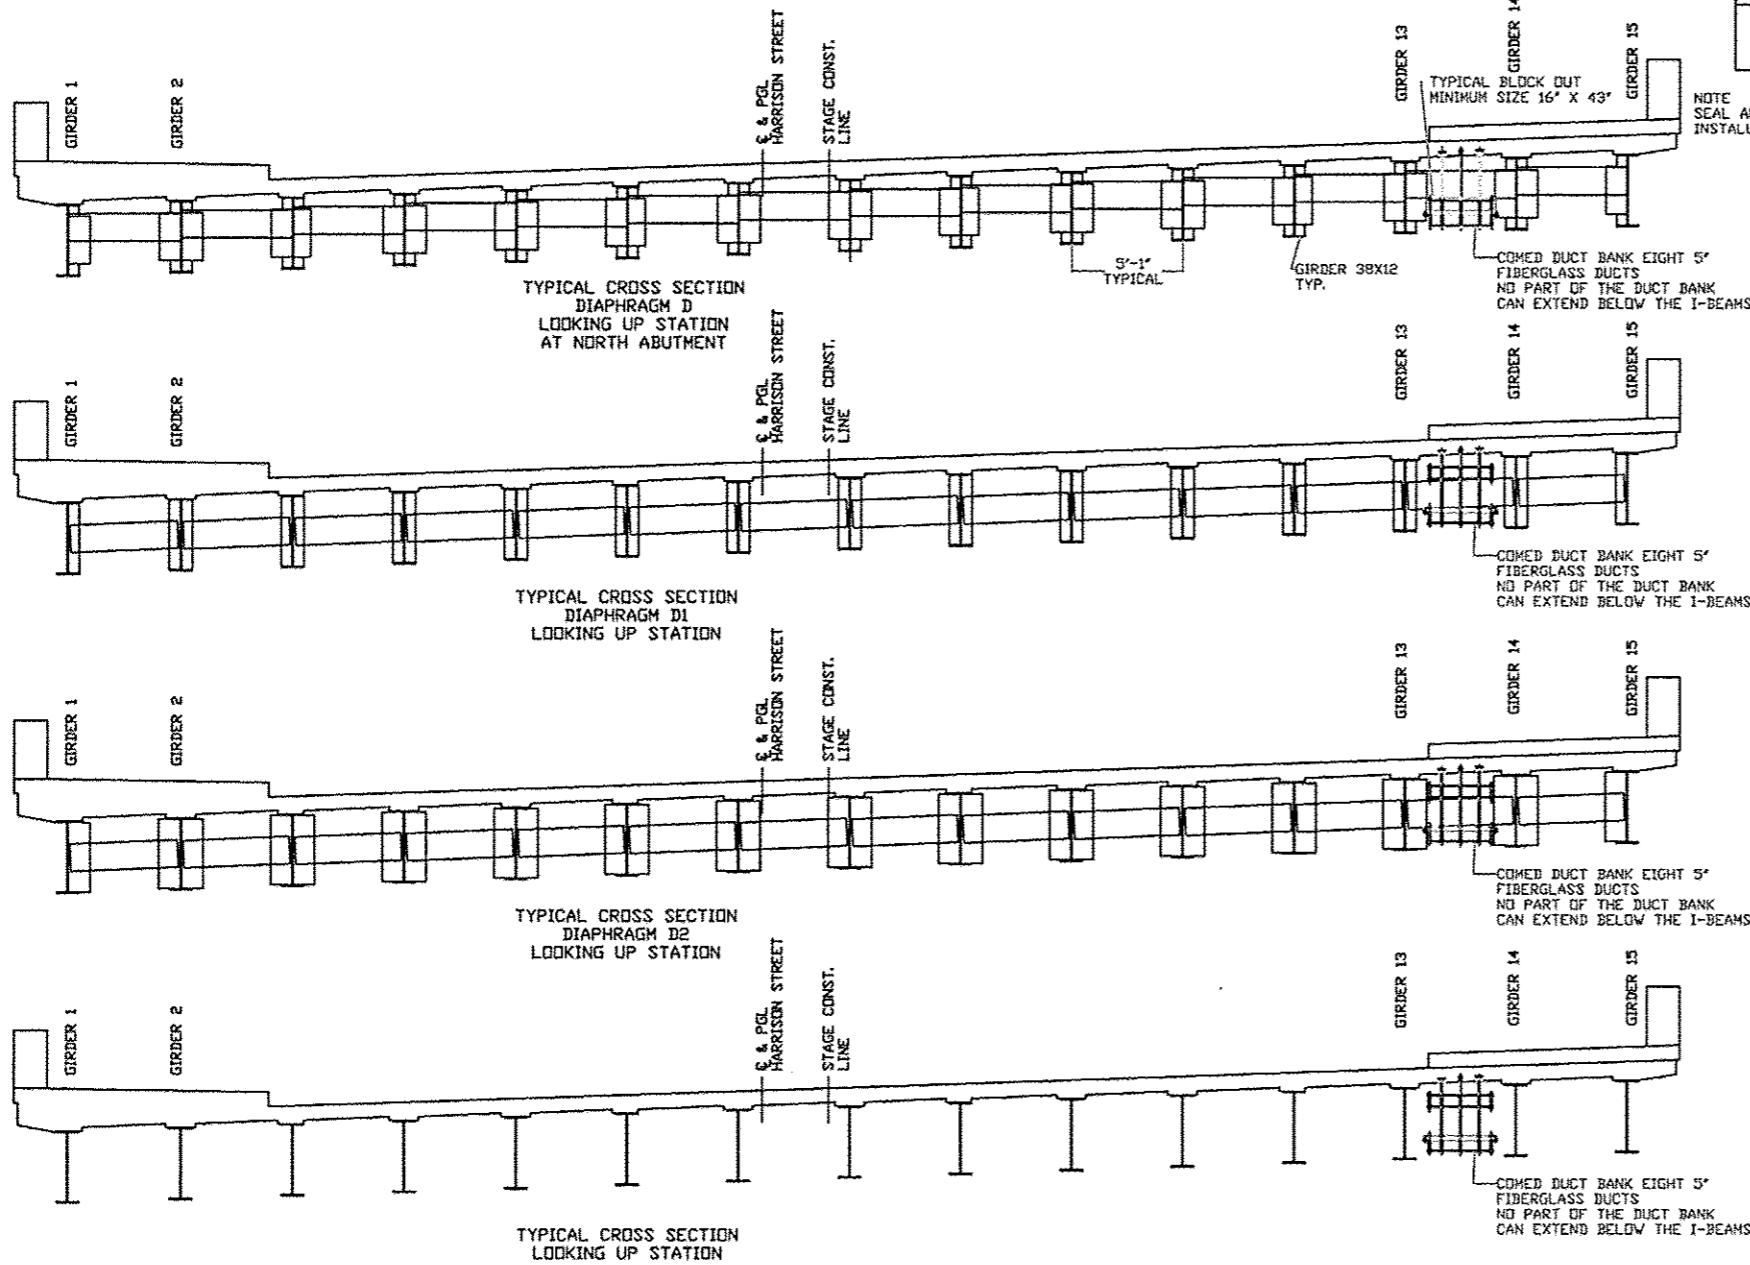 GIRDER 1
GIRDER 2
℄ & PGL
HARRISON STREET
STAGE CONST.
LINE
GIRDER 13
GIRDER 14
GIRDER 15
TYPICAL BLOCK OUT
MINIMUM SIZE 16" X 43"
NOTE
SEAL
INSTALL
5'-1"
TYPICAL
GIRDER 38X12
TYP.
COMED DUCT BANK EIGHT 5"
FIBERGLASS DUCTS
NO PART OF THE DUCT BANK
CAN EXTEND BELOW THE I-BEAMS
TYPICAL CROSS SECTION
DIAPHRAGM D
LOOKING UP STATION
AT NORTH ABUTMENT
GIRDER 1
GIRDER 2
℄ & PGL
HARRISON STREET
STAGE CONST.
LINE
GIRDER 13
GIRDER 14
GIRDER 15
COMED DUCT BANK EIGHT 5"
FIBERGLASS DUCTS
NO PART OF THE DUCT BANK
CAN EXTEND BELOW THE I-BEAMS
TYPICAL CROSS SECTION
DIAPHRAGM D1
LOOKING UP STATION
GIRDER 1
GIRDER 2
℄ & PGL
HARRISON STREET
STAGE CONST.
LINE
GIRDER 13
GIRDER 14
GIRDER 15
COMED DUCT BANK EIGHT 5"
FIBERGLASS DUCTS
NO PART OF THE DUCT BANK
CAN EXTEND BELOW THE I-BEAMS
TYPICAL CROSS SECTION
DIAPHRAGM D2
LOOKING UP STATION
GIRDER 1
GIRDER 2
℄ & PGL
HARRISON STREET
STAGE CONST.
LINE
GIRDER 13
GIRDER 14
GIRDER 15
COMED DUCT BANK EIGHT 5"
FIBERGLASS DUCTS
NO PART OF THE DUCT BANK
CAN EXTEND BELOW THE I-BEAMS
TYPICAL CROSS SECTION
LOOKING UP STATION